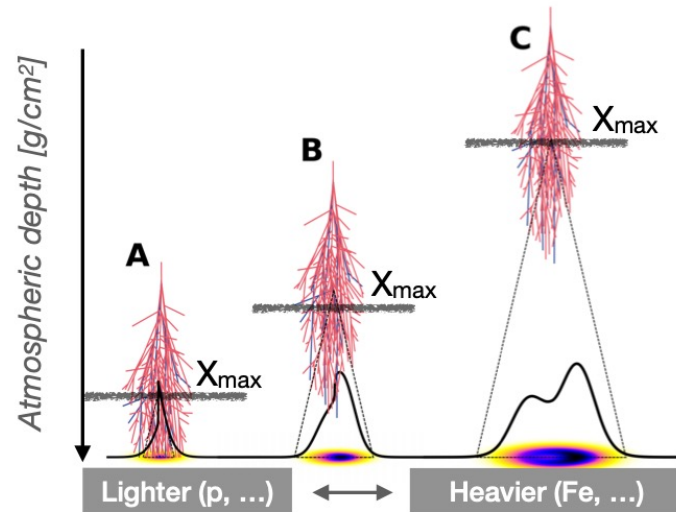 Atmospheric depth [g/cm²]
A
X_max
B
X_max
C
X_max
Lighter (p, ...)
Heavier (Fe, ...)